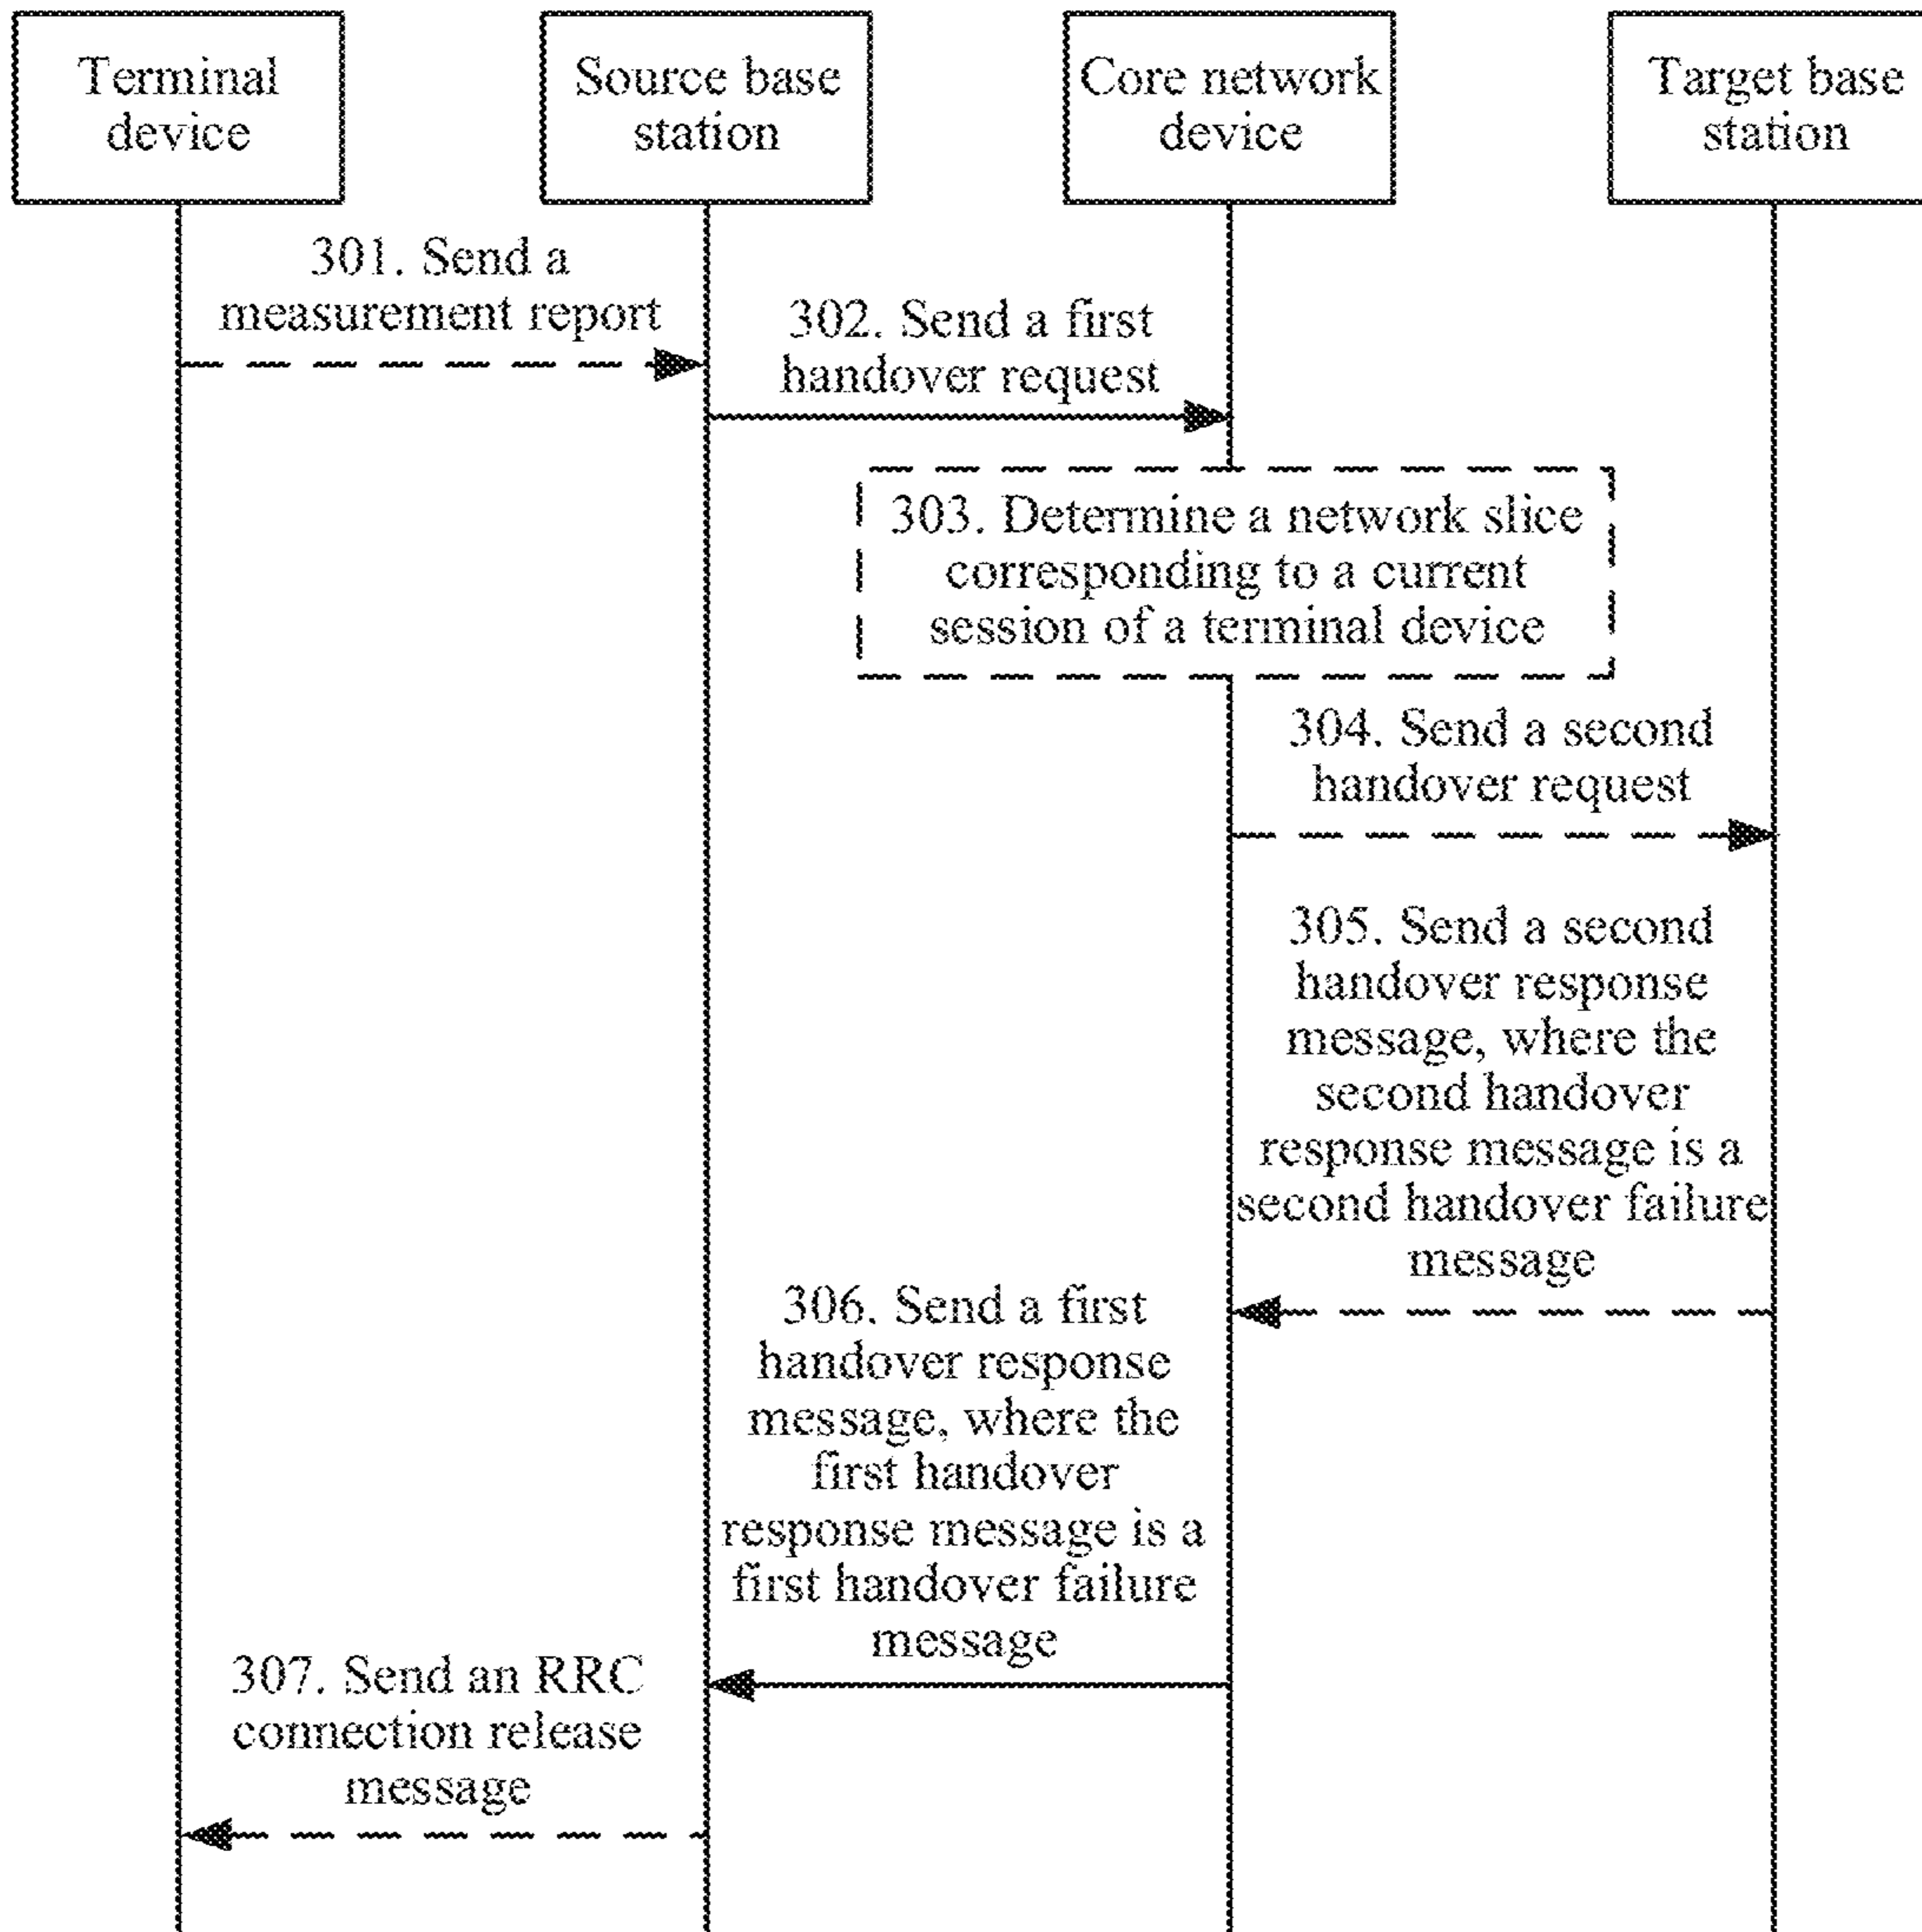 Terminal
device
Source base
station
Core network
device
Target base
station
301. Send a
measurement report
302. Send a first
handover request
303. Determine a network slice
corresponding to a current
session of a terminal device
304. Send a second
handover request
305. Send a second
handover response
message, where the
second handover
response message is a
second handover failure
message
306. Send a first
handover response
message, where the
first handover
response message is a
first handover failure
message
307. Send an RRC
connection release
message